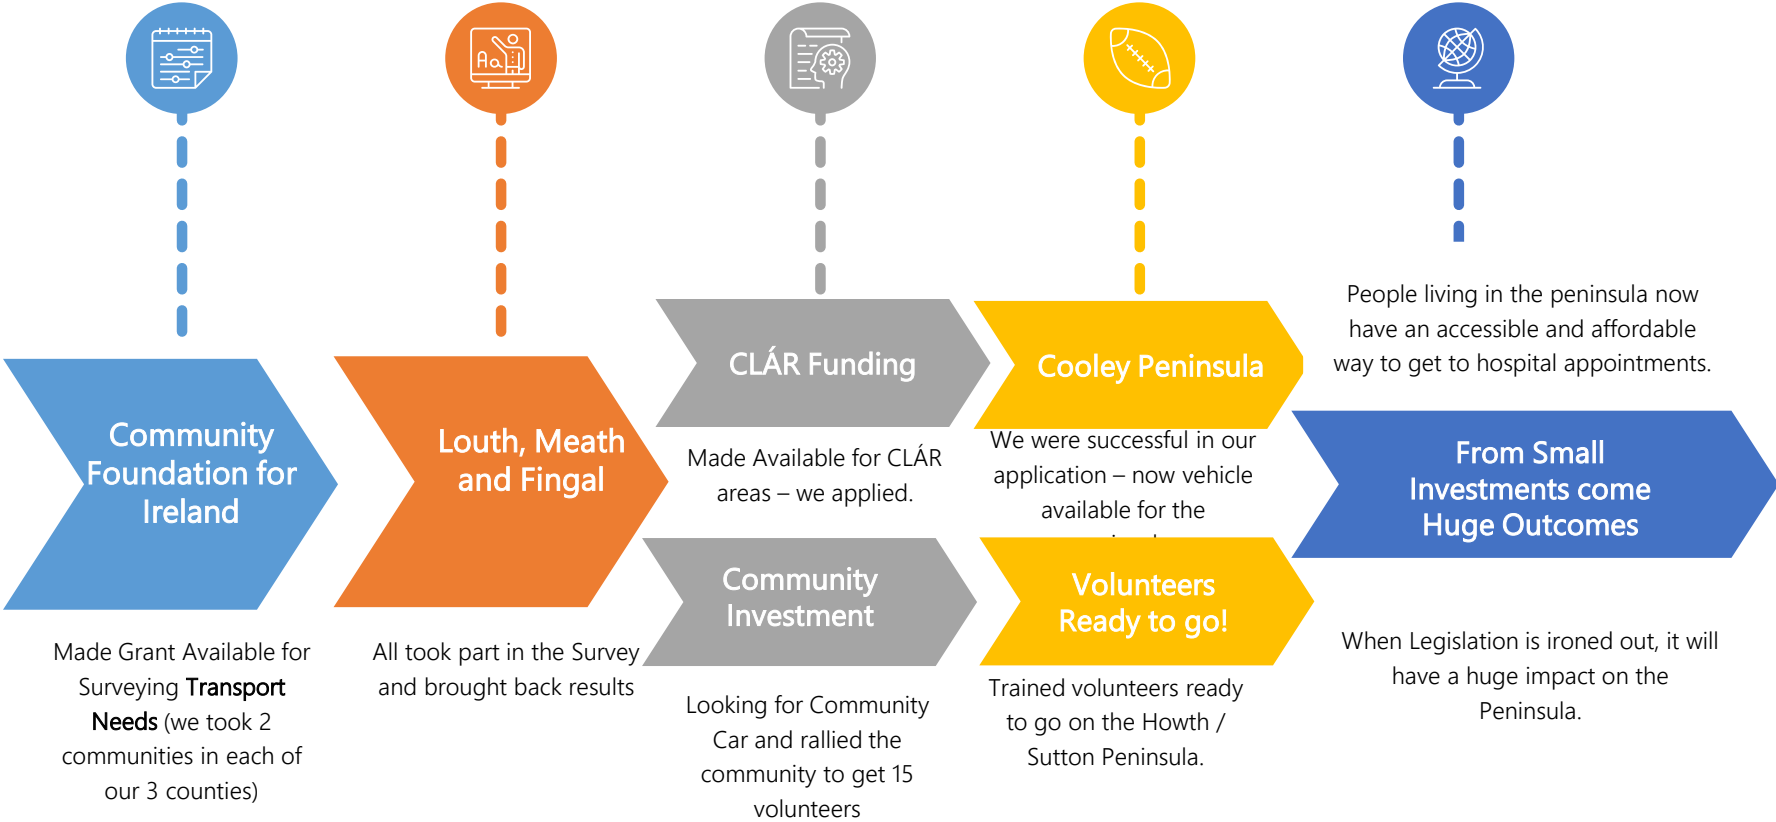 Aa
Community
Foundation for
Ireland
Made Grant Available for
Surveying Transport
Needs (we took 2
communities in each of
our 3 counties)
Louth, Meath
and Fingal
All took part in the Survey
and brought back results
CLÁR Funding
Made Available for CLÁR
areas – we applied.
Community
Investment
Looking for Community
Car and rallied the
community to get 15
volunteers
Cooley Peninsula
We were successful in our
application – now vehicle
available for the
Volunteers
Ready to go!
Trained volunteers ready
to go on the Howth /
Sutton Peninsula.
People living in the peninsula now
have an accessible and affordable
way to get to hospital appointments.
From Small
Investments come
Huge Outcomes
When Legislation is ironed out, it will
have a huge impact on the
Peninsula.